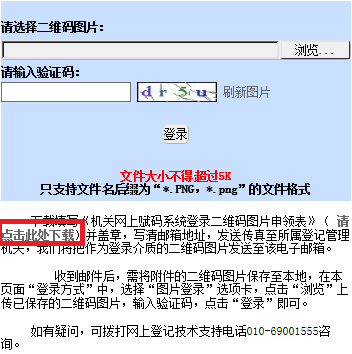 请选择二维码图片：
浏览...
请输入验证码：
dr5u 刷新图片
登录
文件大小不得超过5K
只支持文件名后缀为“*.PNG，*.png”的文件格式
下载填写《机关网上赋码系统登录二维码图片申领表》（ 请
点击此处下载）并盖章，写清邮箱地址，发送传真至所属登记管理
机关，我们将把作为登录介质的二维码图片发送至该电子邮箱。
收到邮件后，需将附件的二维码图片保存至本地，在本
页面“登录方式”中，选择“图片登录”选项卡，点击“浏览”上
传已保存的二维码图片，输入验证码，点击“登录”即可。
如有疑问，可拨打网上登记技术支持电话010-69001555咨
询。